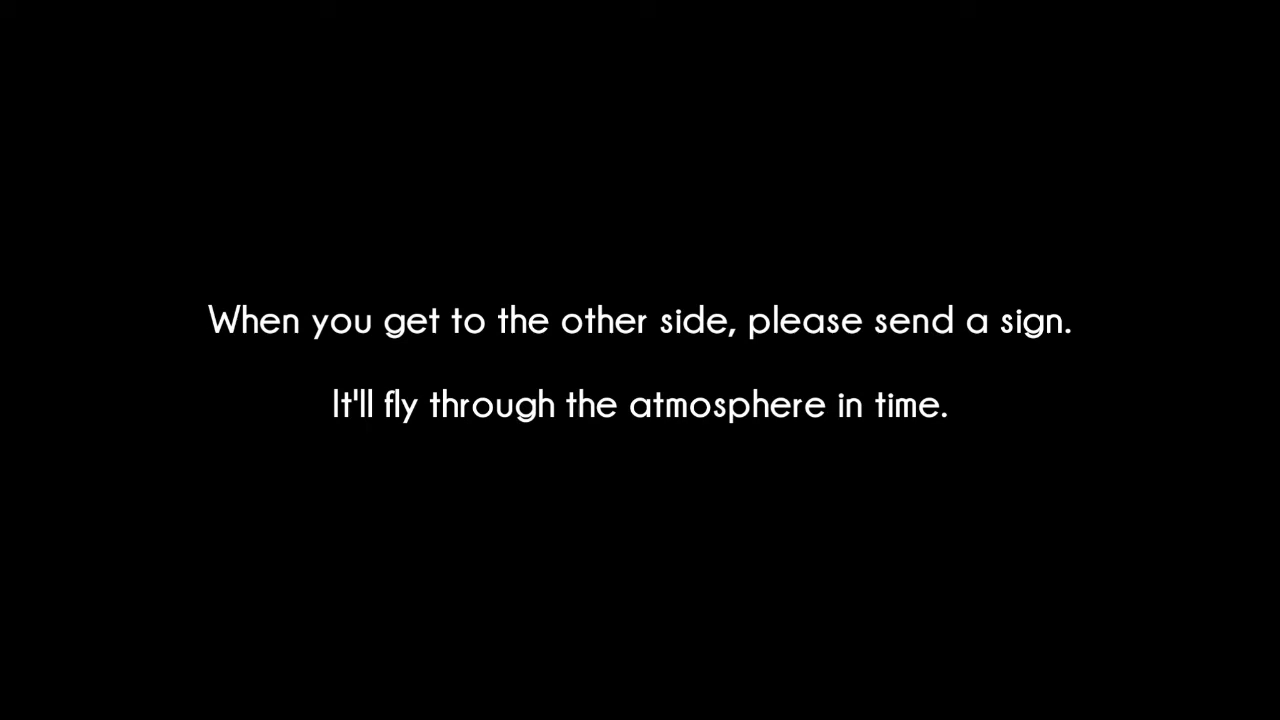 When you get to the other side, please send a sign.
It'll fly through the atmosphere in time.